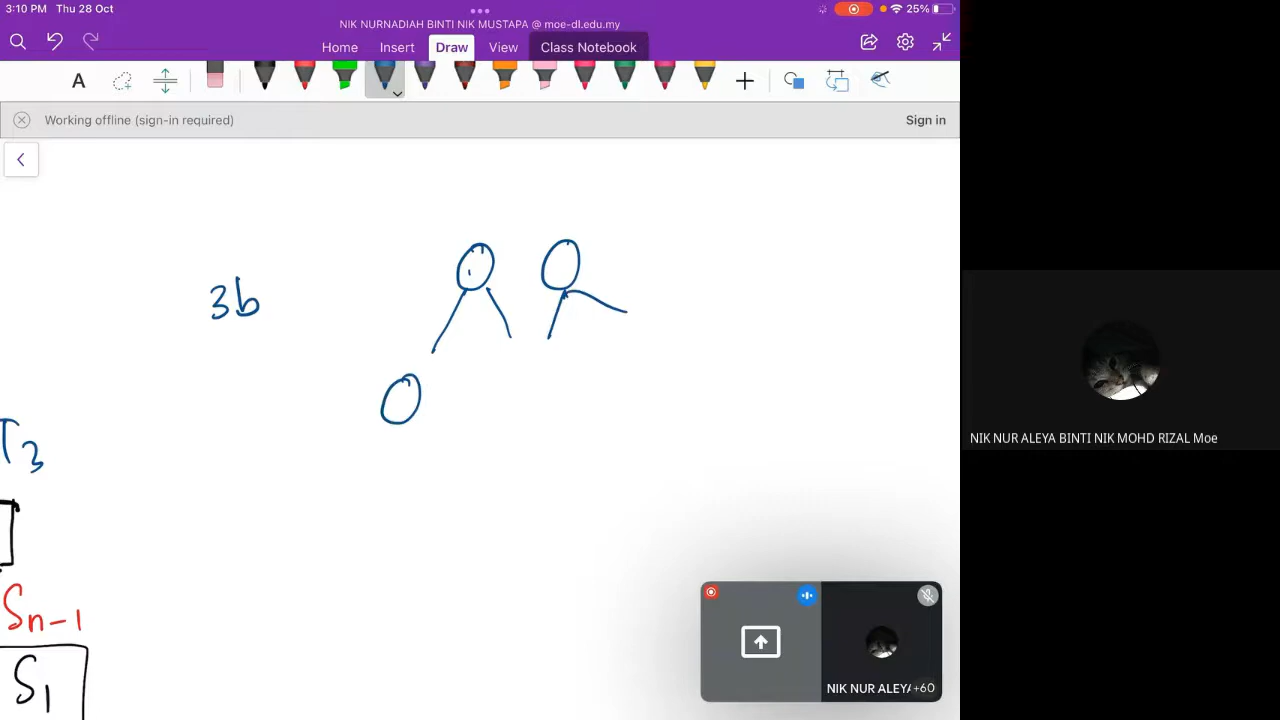 3:10 PM Thu 28 Oct
25%
NIK NURNADIAH BINTI NIK MUSTAPA @ moe-dl.edu.my
Home Insert Draw View Class Notebook
A
Working offline (sign-in required)
Sign in
3b
T3
Sn-1
S1
NIK NUR ALEYA BINTI NIK MOHD RIZAL Moe
NIK NUR ALEYA +60